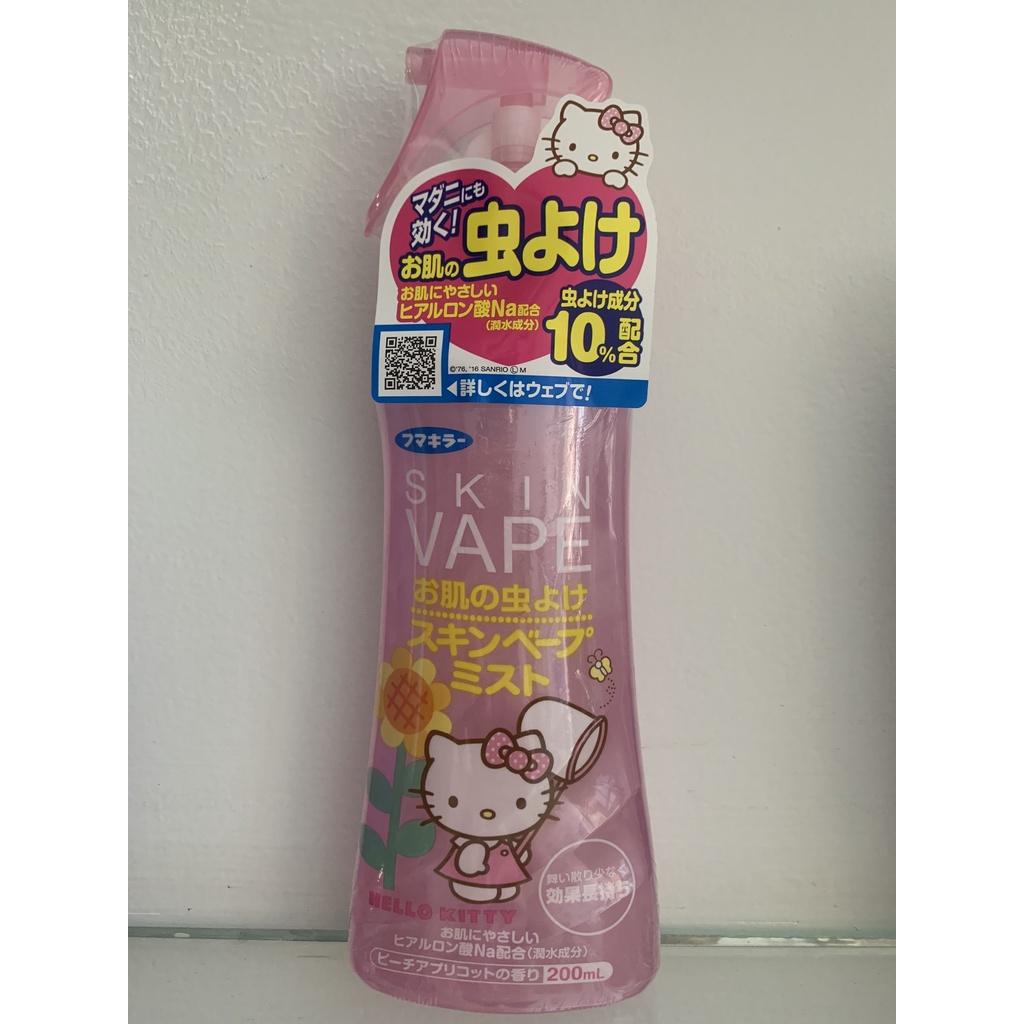 マダニにも
効く!
お肌の虫よけ
お肌にやさしい
ヒアルロン酸Na配合
(潤水成分)
虫よけ成分
10%配合
©'76, '16 SANRIO Ⓛ M
◀詳しくはウェブで!
フマキラー
SKIN
VAPE
お肌の虫よけ
スキンベープ
ミスト
舞い散り少なく
効果長持ち
HELLO KITTY
お肌にやさしい
ヒアルロン酸Na配合(潤水成分)
ピーチアプリコットの香り 200mL